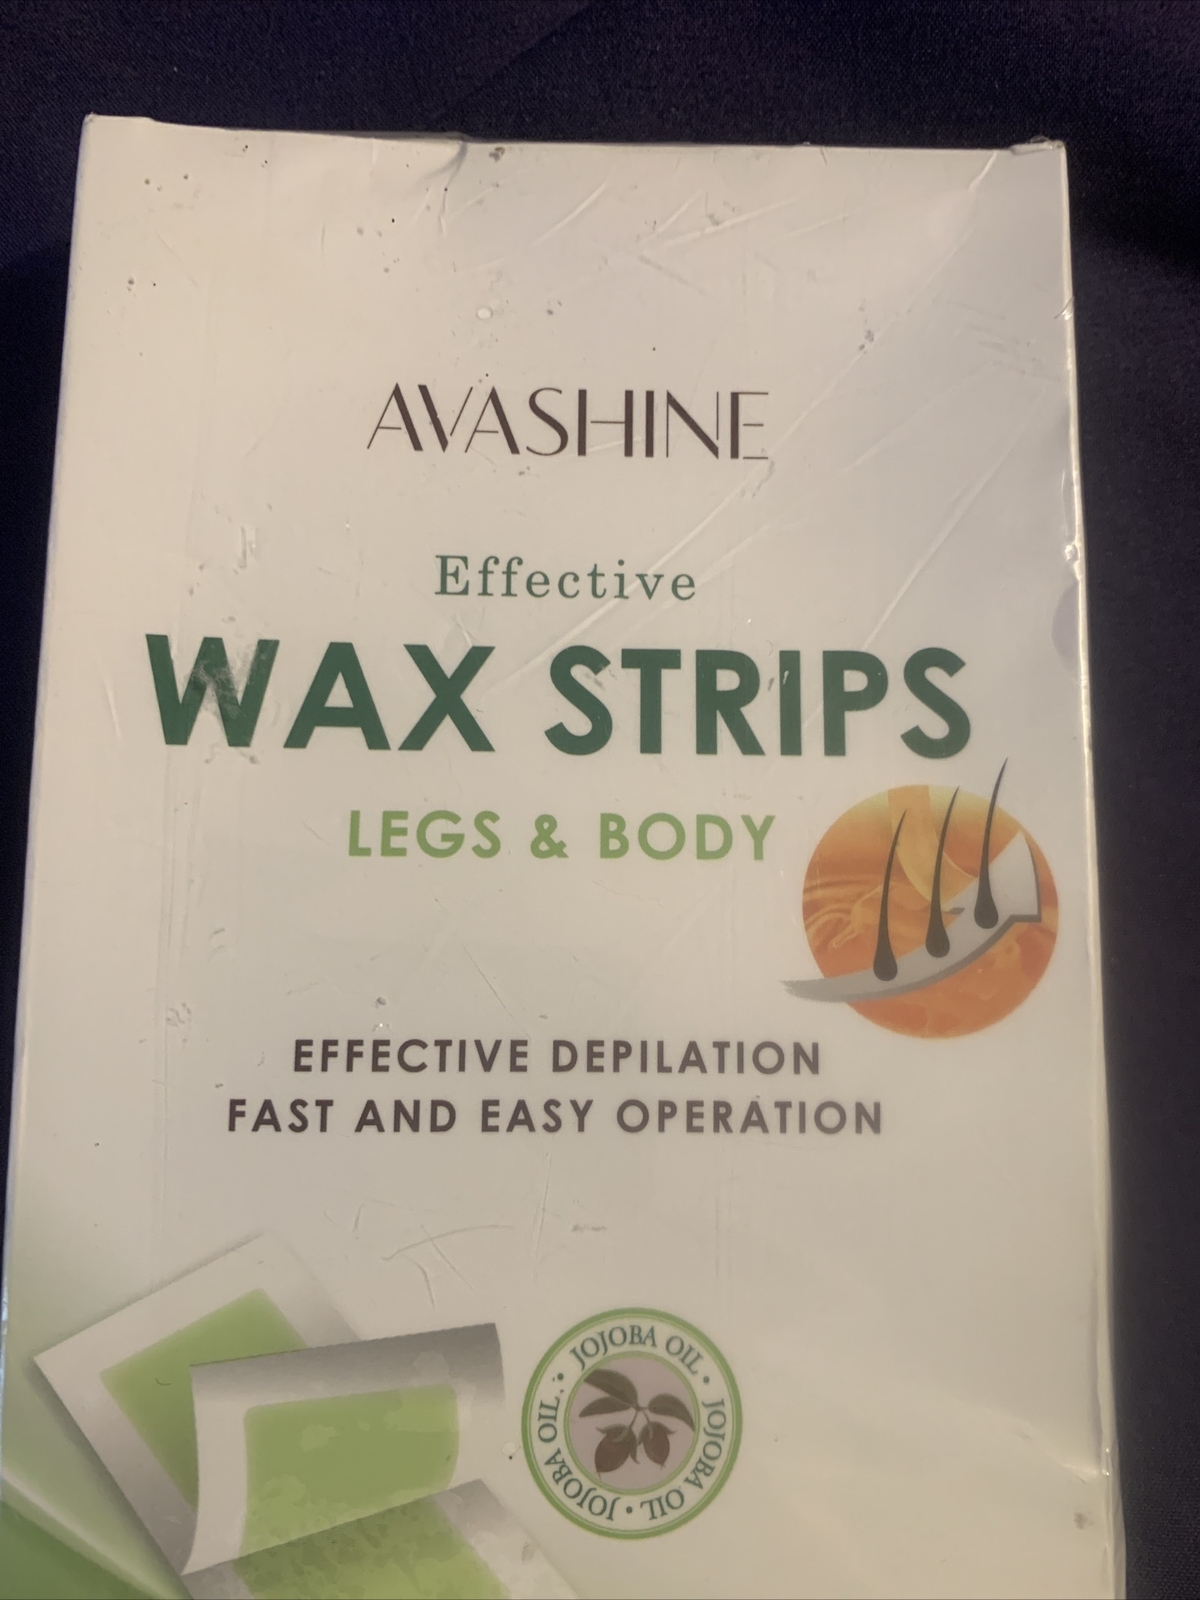 AVASHINE
Effective
WAX STRIPS
LEGS & BODY
EFFECTIVE DEPILATION
FAST AND EASY OPERATION
JOJOBA OIL • JOJOBA OIL • JOJOBA OIL •